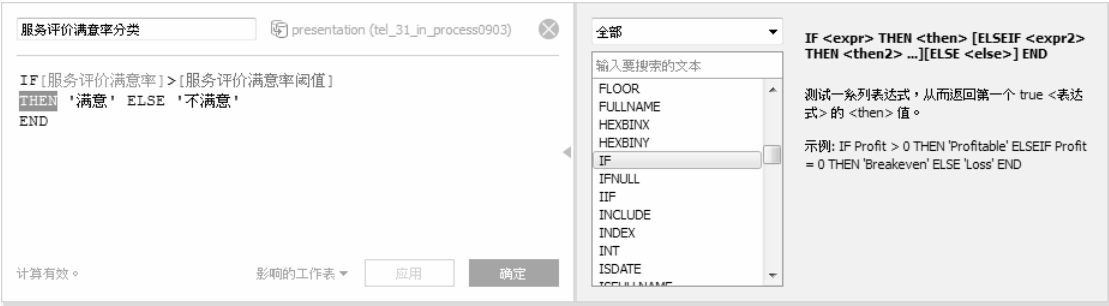 服务评价满意率分类
presentation (tel_31_in_process0903)
IF[服务评价满意率]>[服务评价满意率阈值]
THEN '满意' ELSE '不满意'
END
计算有效。
影响的工作表
应用
确定
全部
输入要搜索的文本
FLOOR
FULLNAME
HEXBINX
HEXBINY
IF
IFNULL
IIF
INCLUDE
INDEX
INT
ISDATE
ISFULLNAME
IF <expr> THEN <then> [ELSEIF <expr2>
THEN <then2> ...][ELSE <else>] END
测试一系列表达式，从而返回第一个 true <表达
式> 的 <then> 值。
示例: IF Profit > 0 THEN 'Profitable' ELSEIF Profit
= 0 THEN 'Breakeven' ELSE 'Loss' END